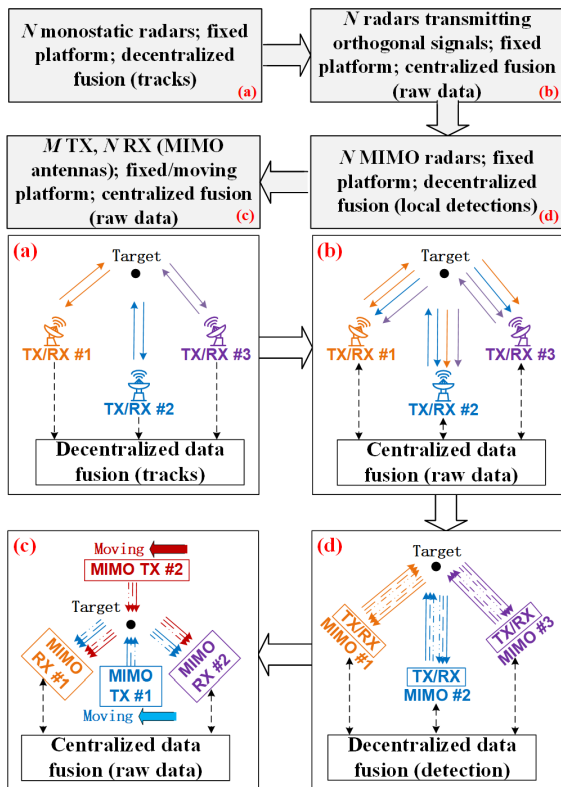 N monostatic radars; fixed
platform; decentralized
fusion (tracks)
(a)
N radars transmitting
orthogonal signals; fixed
platform; centralized fusion
(raw data)
(b)
M TX, N RX (MIMO
antennas); fixed/moving
platform; centralized fusion
(raw data)
(c)
N MIMO radars; fixed
platform; decentralized
fusion (local detections)
(d)
(a)
Target
TX/RX #1
TX/RX #3
TX/RX #2
Decentralized data
fusion (tracks)
(b)
Target
TX/RX #1
TX/RX #3
TX/RX #2
Centralized data
fusion (raw data)
(c)
Moving
MIMO TX #2
Target
MIMO
RX #1
MIMO
TX #1
MIMO
RX #2
Moving
Centralized data
fusion (raw data)
(d)
Target
TX/RX
MIMO #1
TX/RX
MIMO #2
TX/RX
MIMO #3
Decentralized data
fusion (detection)